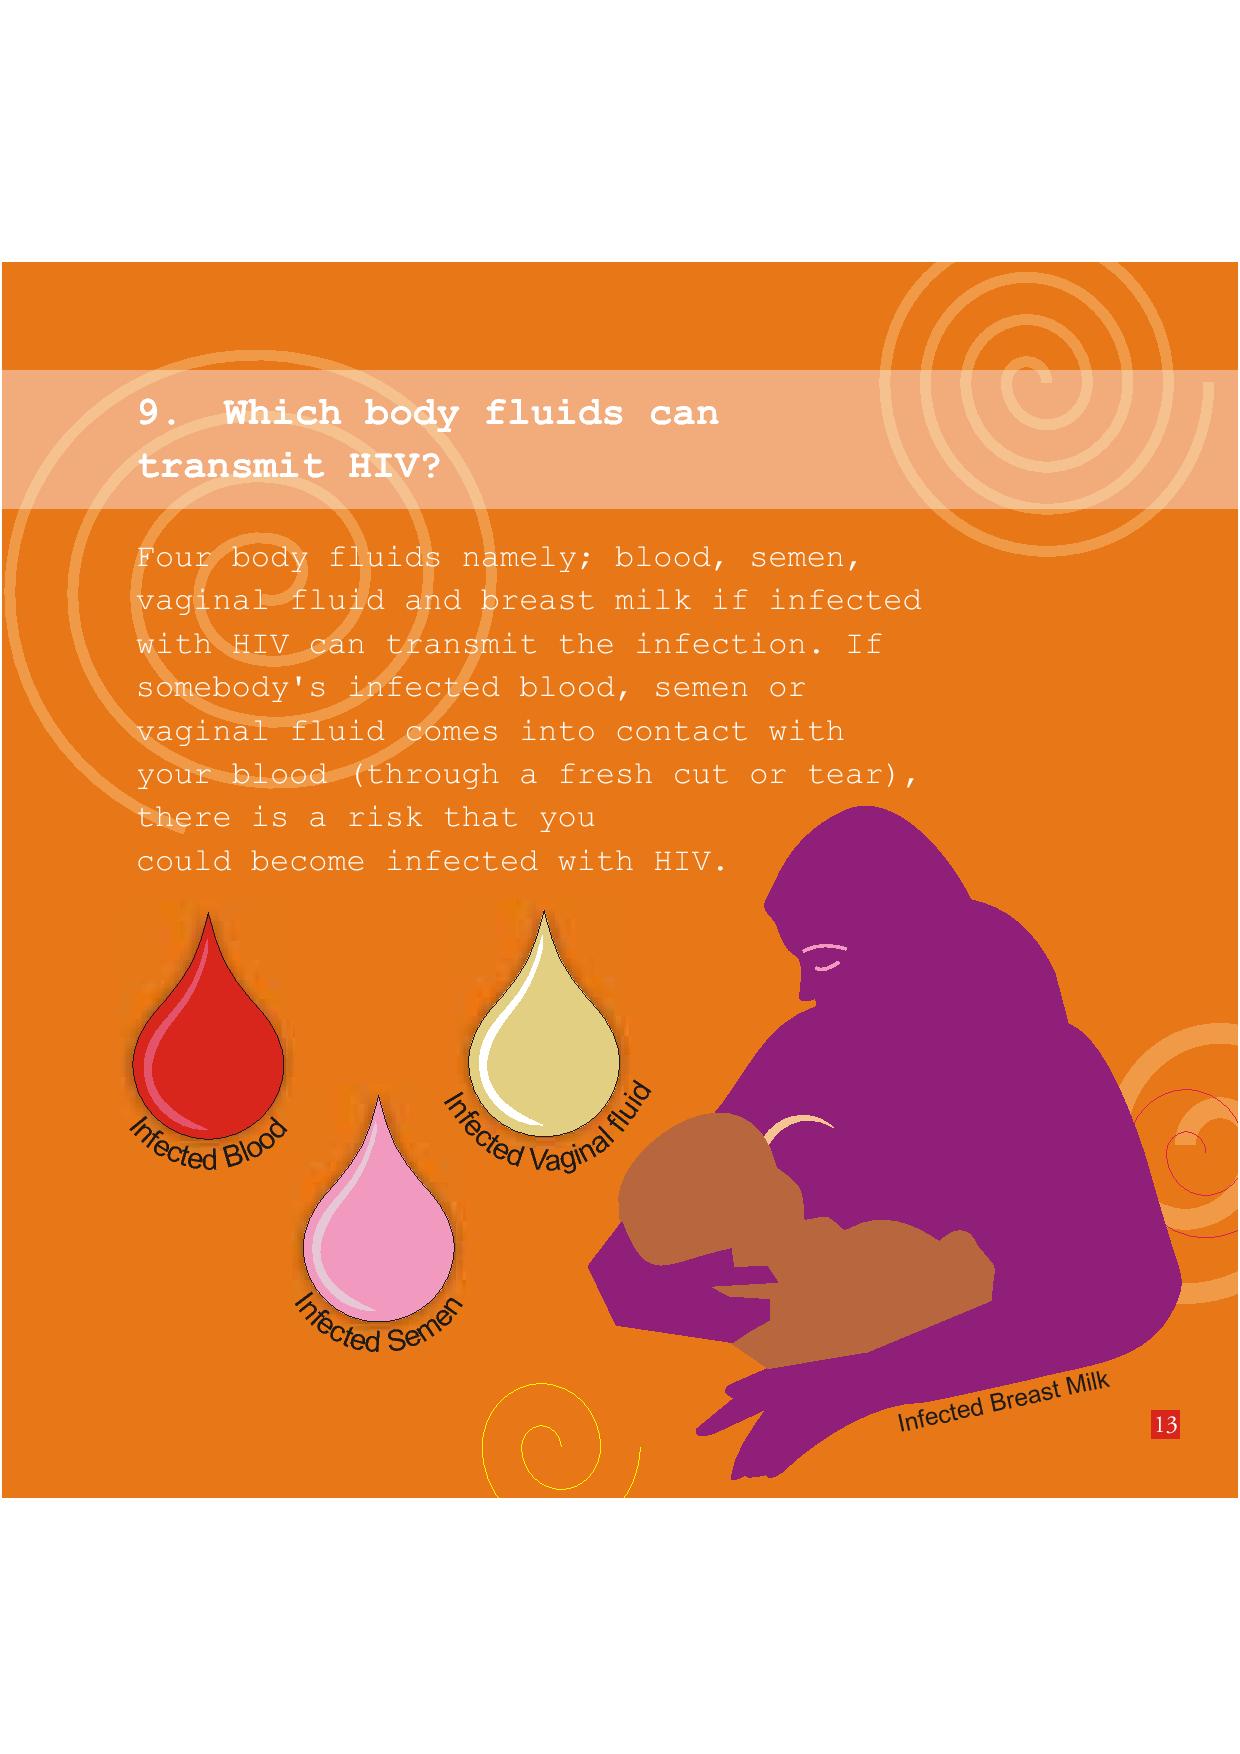 9.  Which body fluids can
transmit HIV?
Four body fluids namely; blood, semen,
vaginal fluid and breast milk if infected
with HIV can transmit the infection. If
somebody's infected blood, semen or
vaginal fluid comes into contact with
your blood (through a fresh cut or tear),
there is a risk that you
could become infected with HIV.
Infected Blood
Infected Vaginal fluid
Infected Semen
Infected Breast Milk
13